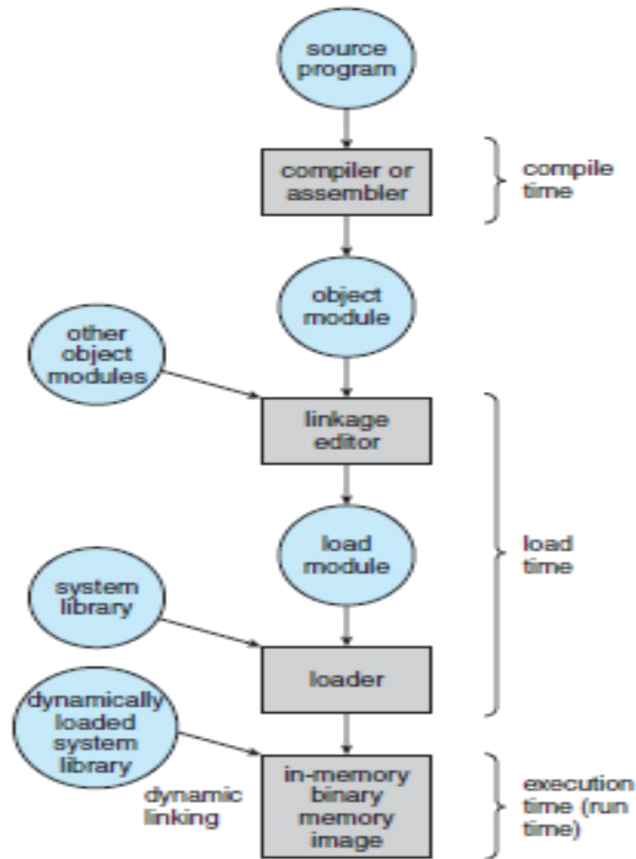 source
program
compiler or
assembler
compile
time
object
module
other
object
modules
linkage
editor
load
module
load
time
system
library
loader
dynamically
loaded
system
library
dynamic
linking
in-memory
binary
memory
image
execution
time (run
time)